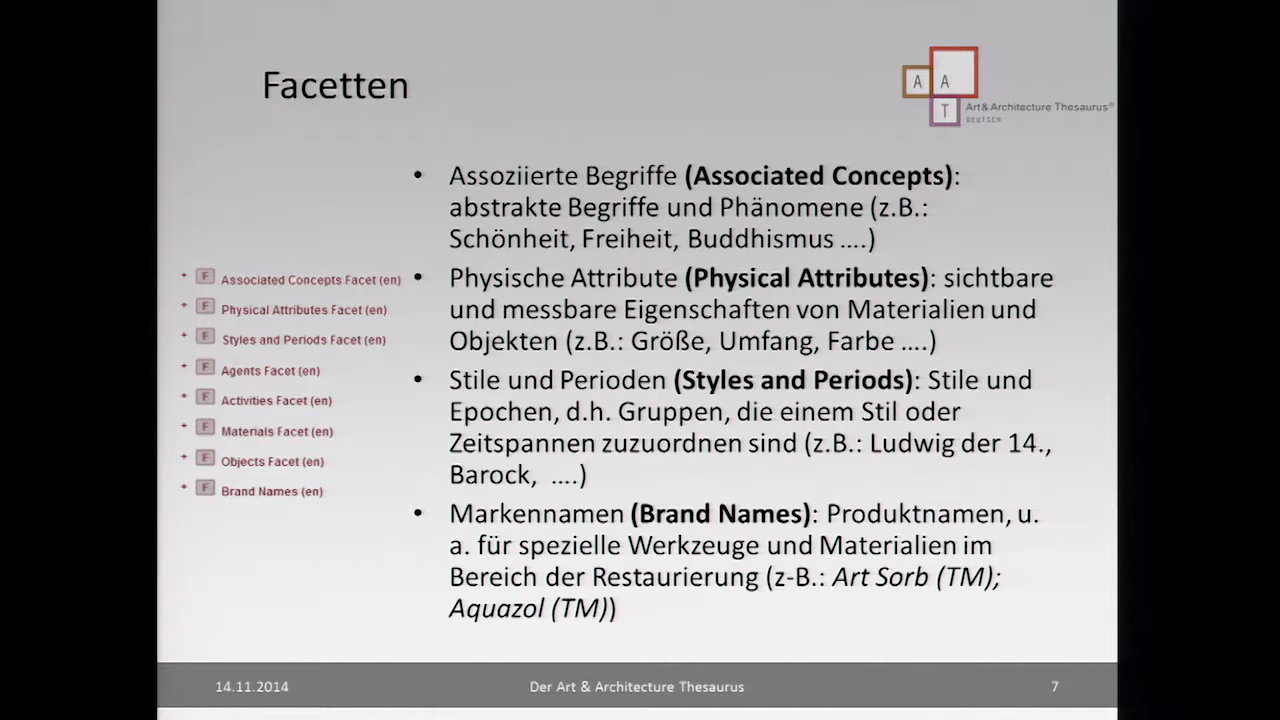 Facetten
A A
T
Art & Architecture Thesaurus®
DEUTSCH
• Assoziierte Begriffe (Associated Concepts):
abstrakte Begriffe und Phänomene (z.B.:
Schönheit, Freiheit, Buddhismus ….)
• Physische Attribute (Physical Attributes): sichtbare
und messbare Eigenschaften von Materialien und
Objekten (z.B.: Größe, Umfang, Farbe ….)
• Stile und Perioden (Styles and Periods): Stile und
Epochen, d.h. Gruppen, die einem Stil oder
Zeitspannen zuzuordnen sind (z.B.: Ludwig der 14.,
Barock, ….)
• Markennamen (Brand Names): Produktnamen, u.
a. für spezielle Werkzeuge und Materialien im
Bereich der Restaurierung (z-B.: Art Sorb (TM);
Aquazol (TM))
+ F Associated Concepts Facet (en)
+ F Physical Attributes Facet (en)
+ F Styles and Periods Facet (en)
+ F Agents Facet (en)
+ F Activities Facet (en)
+ F Materials Facet (en)
+ F Objects Facet (en)
+ F Brand Names (en)
14.11.2014
Der Art & Architecture Thesaurus
7